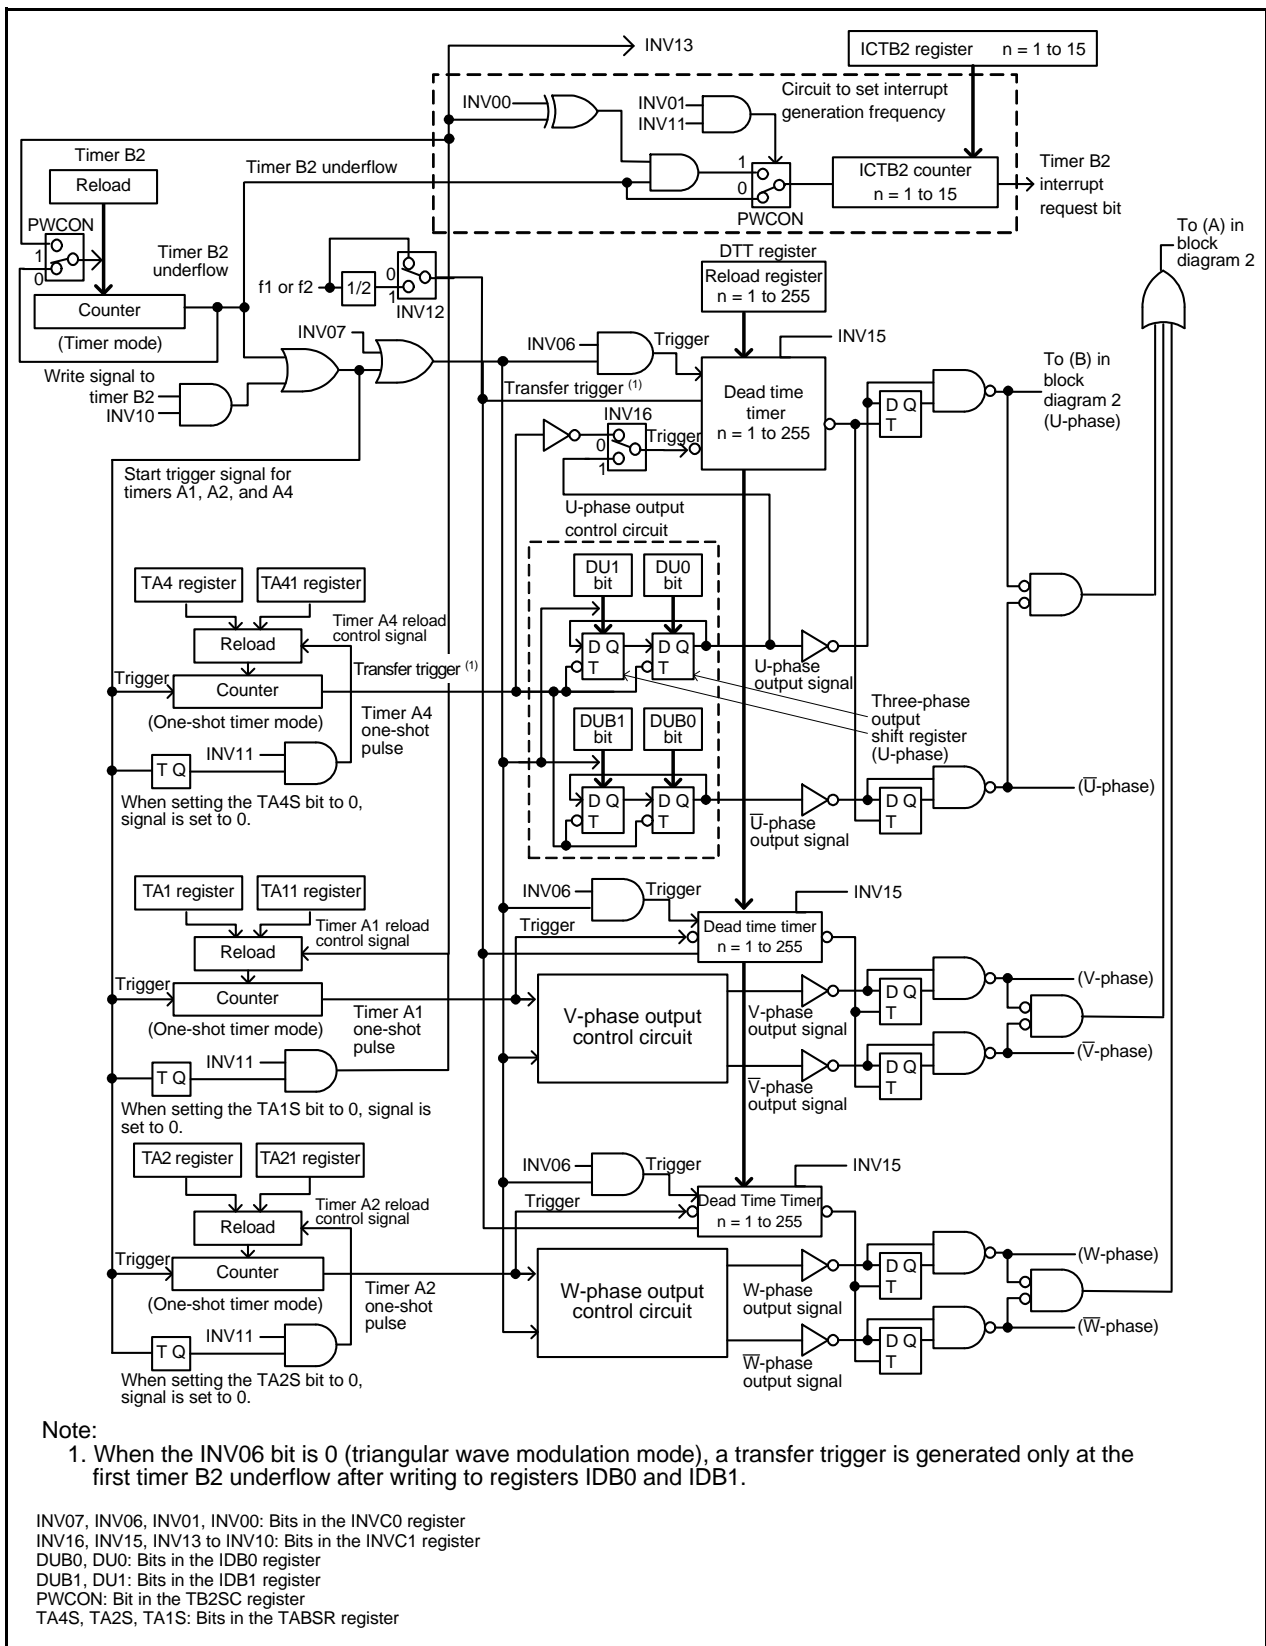 INV13
ICTB2 register n = 1 to 15
Circuit to set interrupt
generation frequency
INV00
INV01
INV11
Timer B2
Reload
Timer B2 underflow
1
0
PWCON
ICTB2 counter
n = 1 to 15
Timer B2
interrupt
request bit
PWCON
1
0
Timer B2
underflow
Counter
(Timer mode)
f1 or f2
1/2
0
1
INV12
DTT register
Reload register
n = 1 to 255
To (A) in
block
diagram 2
INV07
INV06
Trigger
INV15
Write signal to
timer B2
INV10
Transfer trigger (1)
Dead time
timer
n = 1 to 255
INV16
0
1
Trigger
D Q
T
To (B) in
block
diagram 2
(U-phase)
Start trigger signal for
timers A1, A2, and A4
U-phase output
control circuit
DU1
bit
DU0
bit
TA4 register
TA41 register
Timer A4 reload
control signal
Reload
Transfer trigger (1)
Trigger
Counter
(One-shot timer mode)
Timer A4
one-shot
pulse
INV11
T Q
When setting the TA4S bit to 0,
signal is set to 0.
D Q
T
D Q
T
U-phase
output signal
Three-phase
output
shift register
(U-phase)
DUB1
bit
DUB0
bit
D Q
T
D Q
T
U̅-phase
output signal
D Q
T
(U̅-phase)
TA1 register
TA11 register
Timer A1 reload
control signal
Reload
Trigger
Counter
(One-shot timer mode)
Timer A1
one-shot
pulse
INV11
T Q
When setting the TA1S bit to 0, signal is
set to 0.
INV06
Trigger
INV15
Trigger
Dead time timer
n = 1 to 255
V-phase output
control circuit
V-phase
output signal
D Q
T
(V-phase)
V̅-phase
output signal
D Q
T
(V̅-phase)
TA2 register
TA21 register
Timer A2 reload
control signal
Reload
Trigger
Counter
(One-shot timer mode)
Timer A2
one-shot
pulse
INV11
T Q
When setting the TA2S bit to 0,
signal is set to 0.
INV06
Trigger
INV15
Trigger
Dead Time Timer
n = 1 to 255
W-phase output
control circuit
W-phase
output signal
D Q
T
(W-phase)
W̅-phase
output signal
D Q
T
(W̅-phase)
Note:
1. When the INV06 bit is 0 (triangular wave modulation mode), a transfer trigger is generated only at the
first timer B2 underflow after writing to registers IDB0 and IDB1.
INV07, INV06, INV01, INV00: Bits in the INVC0 register
INV16, INV15, INV13 to INV10: Bits in the INVC1 register
DUB0, DU0: Bits in the IDB0 register
DUB1, DU1: Bits in the IDB1 register
PWCON: Bit in the TB2SC register
TA4S, TA2S, TA1S: Bits in the TABSR register